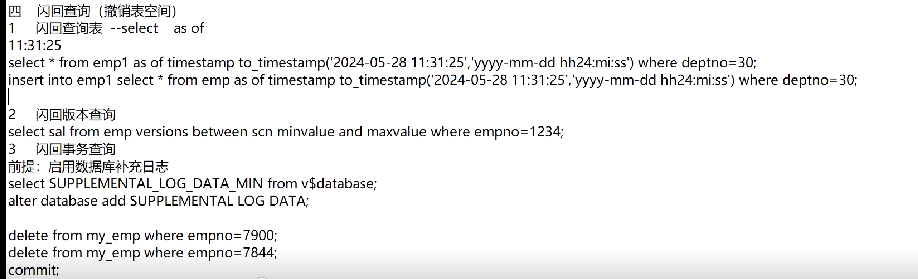 四 闪回查询（撤销表空间）
1 闪回查询表 --select as of
11:31:25
select * from emp1 as of timestamp to_timestamp('2024-05-28 11:31:25','yyyy-mm-dd hh24:mi:ss') where deptno=30;
insert into emp1 select * from emp as of timestamp to_timestamp('2024-05-28 11:31:25','yyyy-mm-dd hh24:mi:ss') where deptno=30;
2 闪回版本查询
select sal from emp versions between scn minvalue and maxvalue where empno=1234;
3 闪回事务查询
前提：启用数据库补充日志
select SUPPLEMENTAL_LOG_DATA_MIN from v$database;
alter database add SUPPLEMENTAL LOG DATA;
delete from my_emp where empno=7900;
delete from my_emp where empno=7844;
commit;